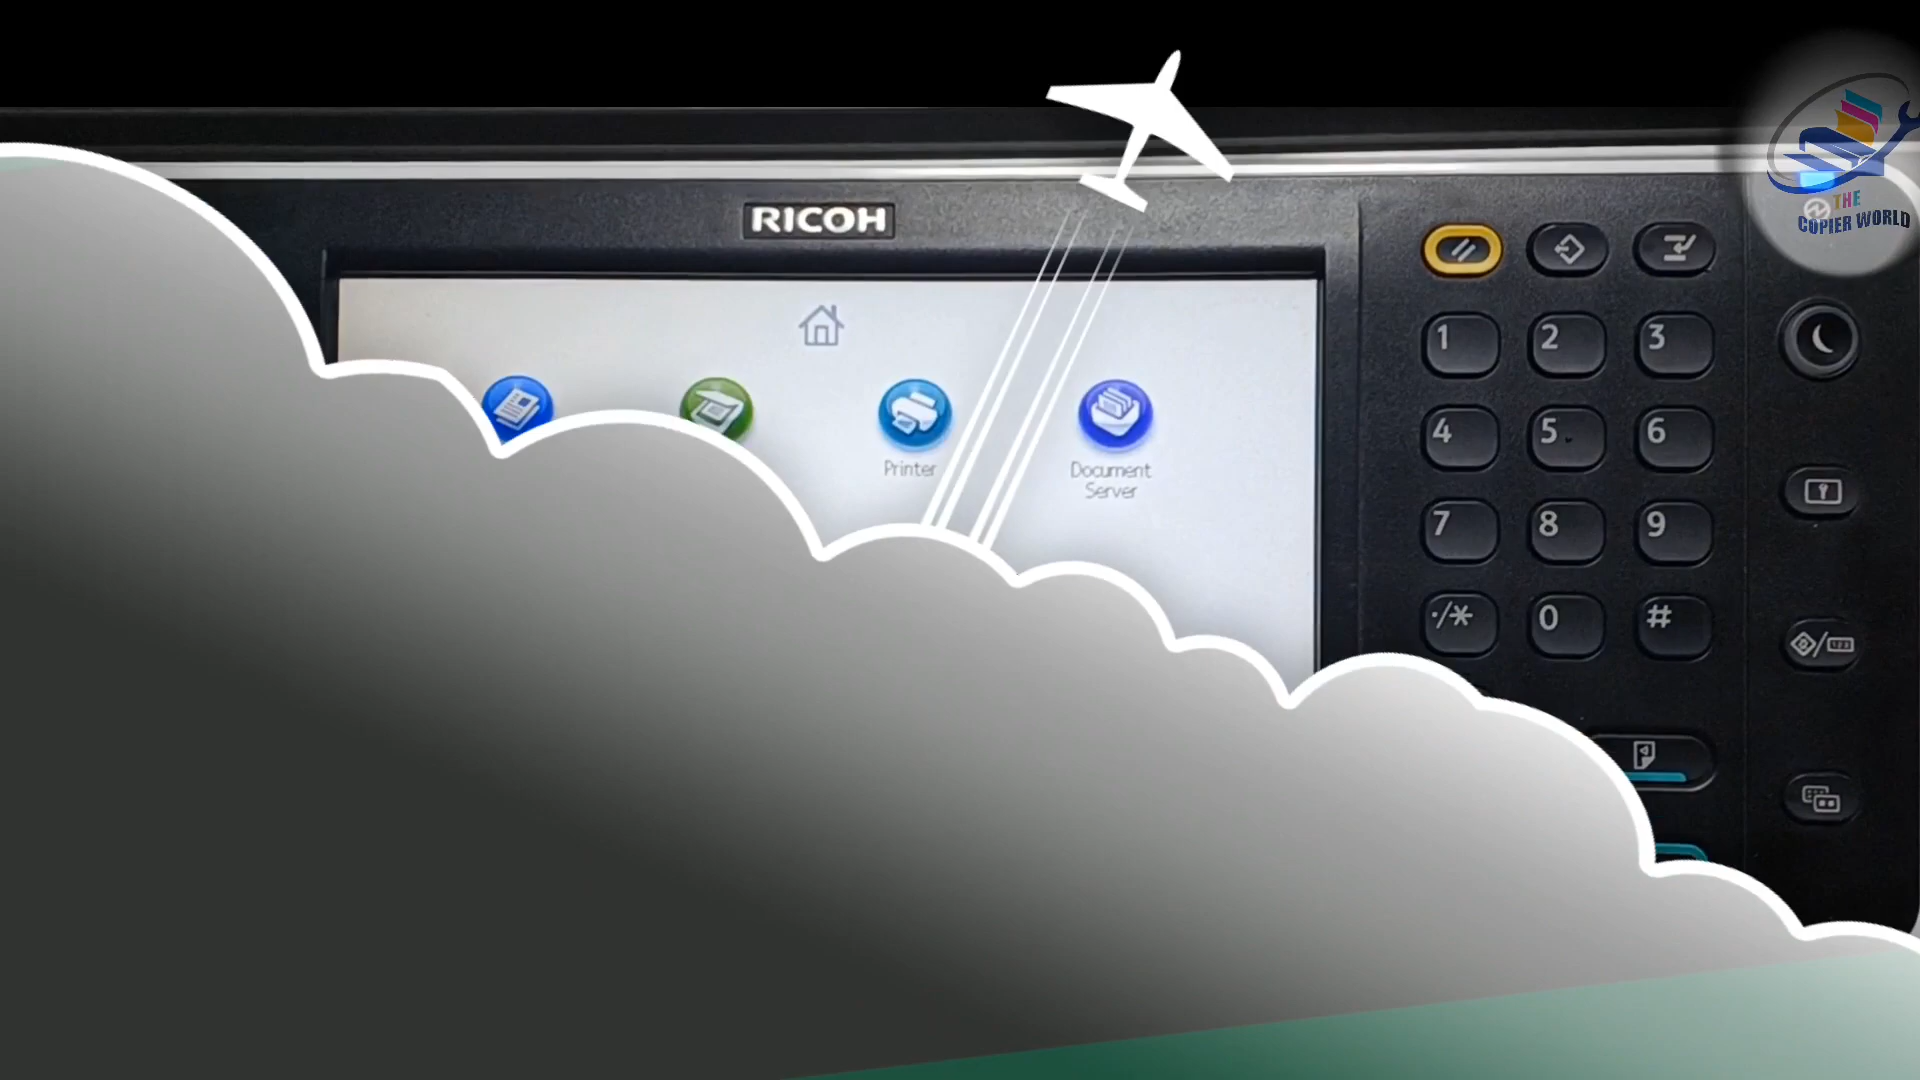 RICOH
THE
COPIER WORLD
Printer
Document
Server
1
2
3
4
5
6
7
8
9
./*
0
#